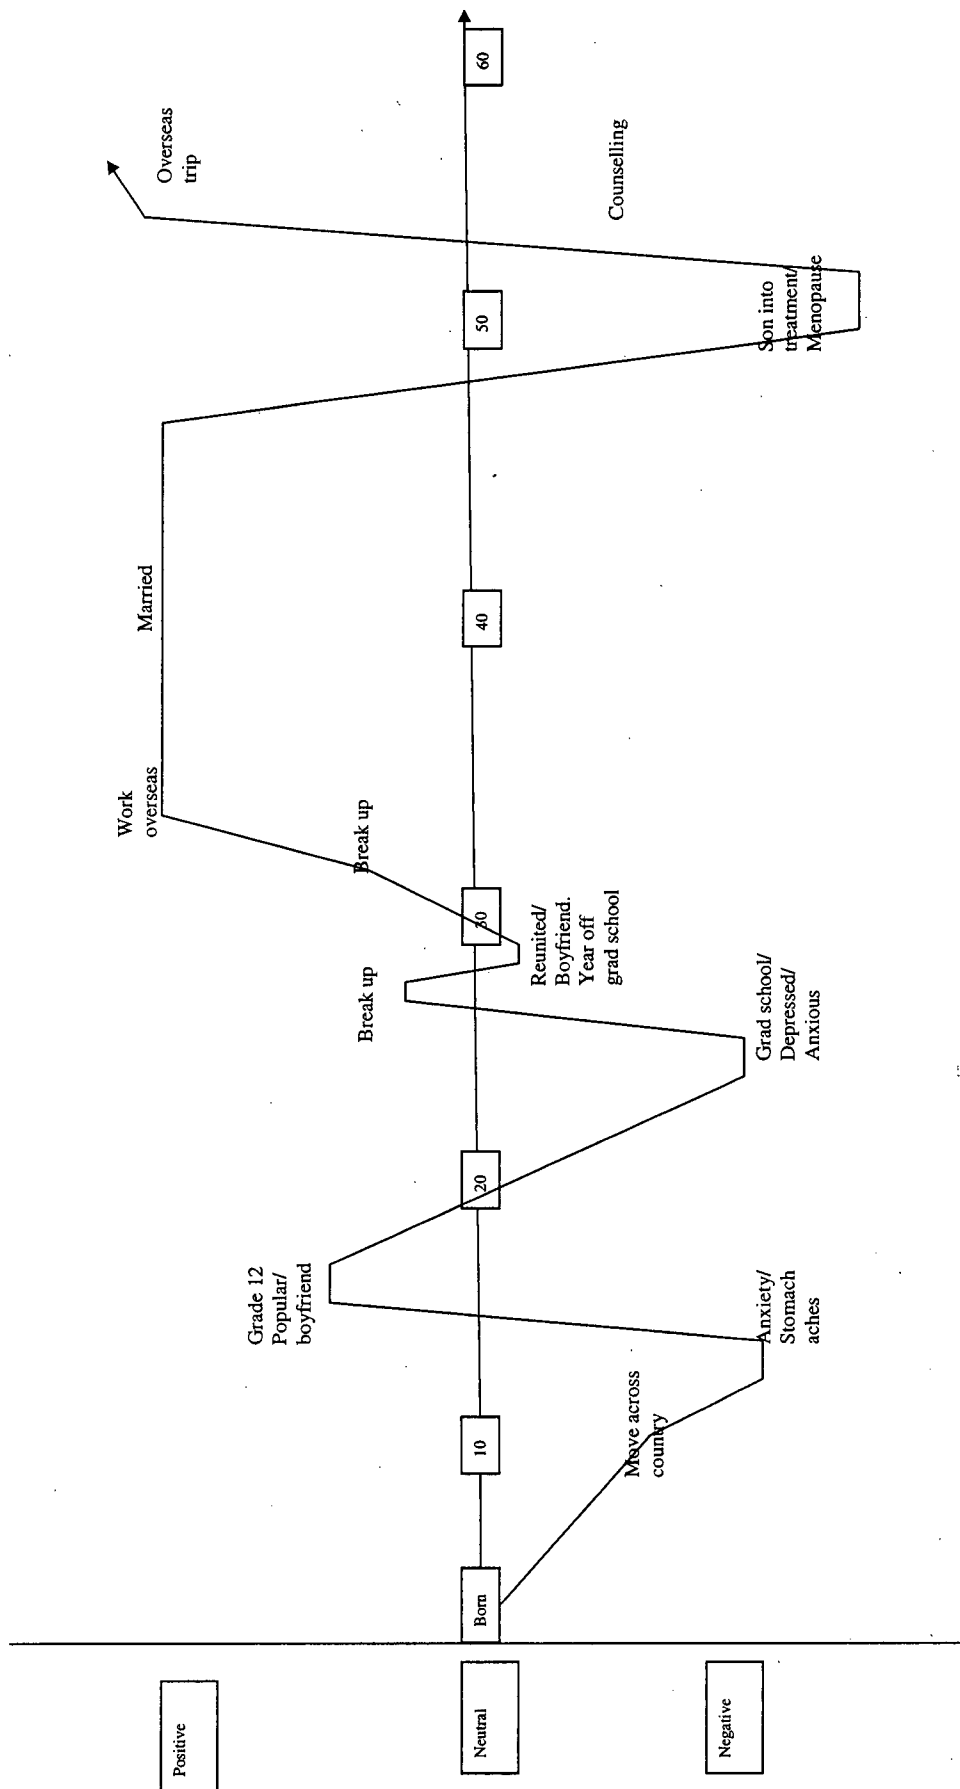 Positive
Neutral
Negative
Born
10
20
30
40
50
60
Move across
country
Anxiety/
Stomach
aches
Grade 12
Popular/
boyfriend
Grad school/
Depressed/
Anxious
Break up
Reunited/
Boyfriend.
Year off
grad school
Break up
Work
overseas
Married
Son into
treatment/
Menopause
Counselling
Overseas
trip